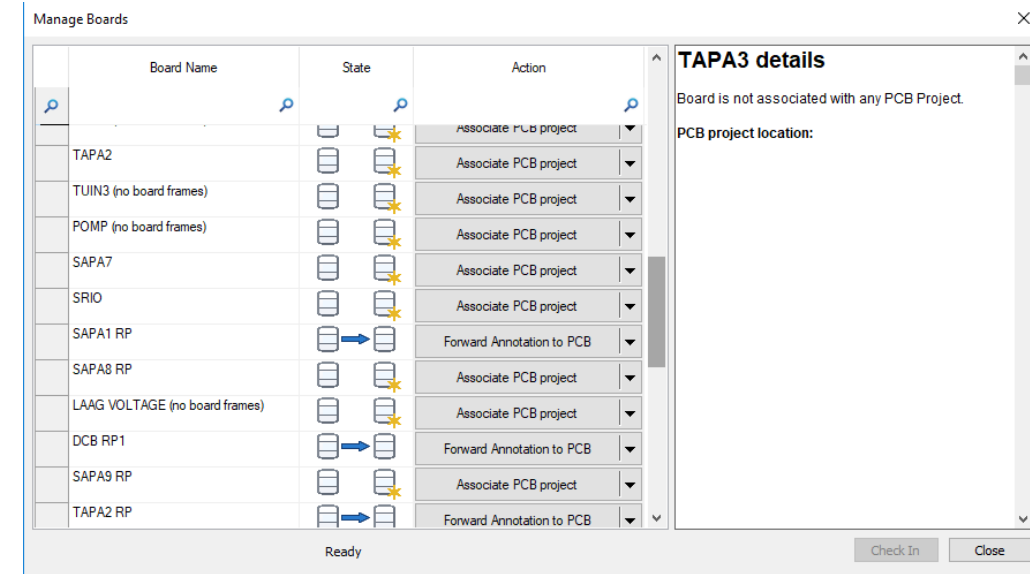 Manage Boards
Board Name State Action
Associate PCB project
TAPA2 Associate PCB project
TUIN3 (no board frames) Associate PCB project
POMP (no board frames) Associate PCB project
SAPA7 Associate PCB project
SRIO Associate PCB project
SAPA1 RP Forward Annotation to PCB
SAPA8 RP Associate PCB project
LAAG VOLTAGE (no board frames) Associate PCB project
DCB RP1 Forward Annotation to PCB
SAPA9 RP Associate PCB project
TAPA2 RP Forward Annotation to PCB
TAPA3 details
Board is not associated with any PCB Project.
PCB project location:
Ready
Check In Close